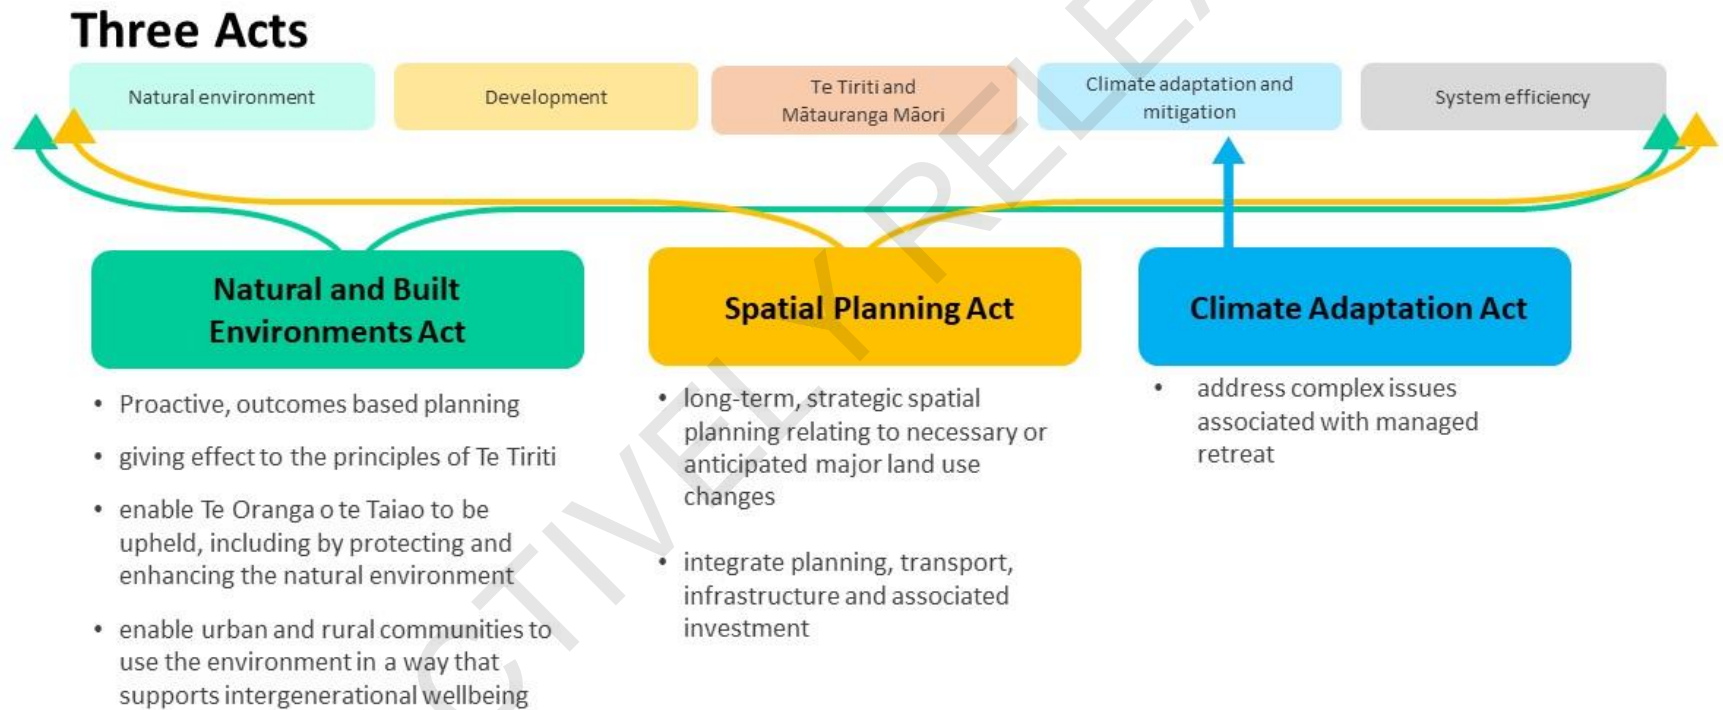 Three Acts
Natural environment
Development
Te Tiriti and
Mātauranga Māori
Climate adaptation and
mitigation
System efficiency
Natural and Built
Environments Act
Spatial Planning Act
Climate Adaptation Act
• Proactive, outcomes based planning
• giving effect to the principles of Te Tiriti
• enable Te Oranga o te Taiao to be
upheld, including by protecting and
enhancing the natural environment
• enable urban and rural communities to
use the environment in a way that
supports intergenerational wellbeing
• long-term, strategic spatial
planning relating to necessary or
anticipated major land use
changes
• integrate planning, transport,
infrastructure and associated
investment
• address complex issues
associated with managed
retreat